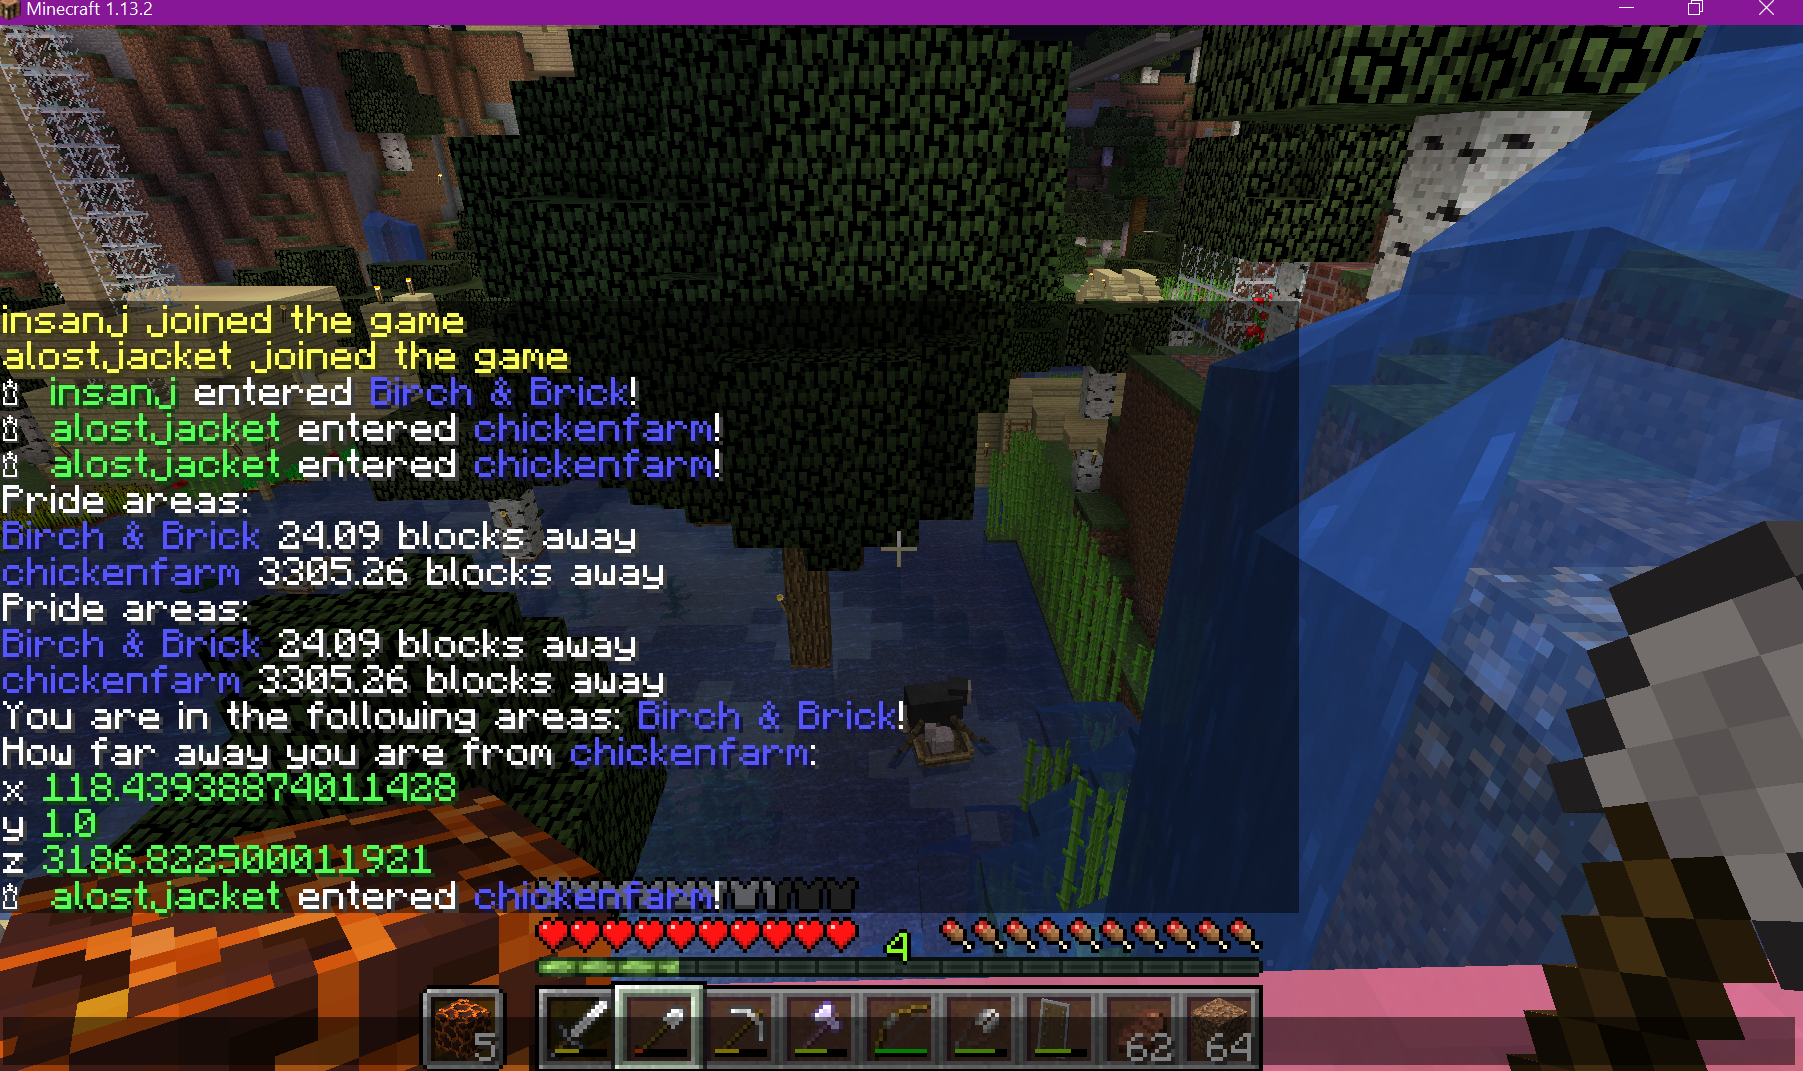 Minecraft 1.13.2
insanj joined the game
alostjacket joined the game
insanj entered Birch & Brick!
alostjacket entered chickenfarm!
alostjacket entered chickenfarm!
Pride areas:
Birch & Brick 24.09 blocks away
chickenfarm 3305.26 blocks away
Pride areas:
Birch & Brick 24.09 blocks away
chickenfarm 3305.26 blocks away
You are in the following areas: Birch & Brick!
How far away you are from chickenfarm:
x 118.439388874011428
y 1.0
z 3186.822500011921
alostjacket entered chickenfarm!
4
5 62 64